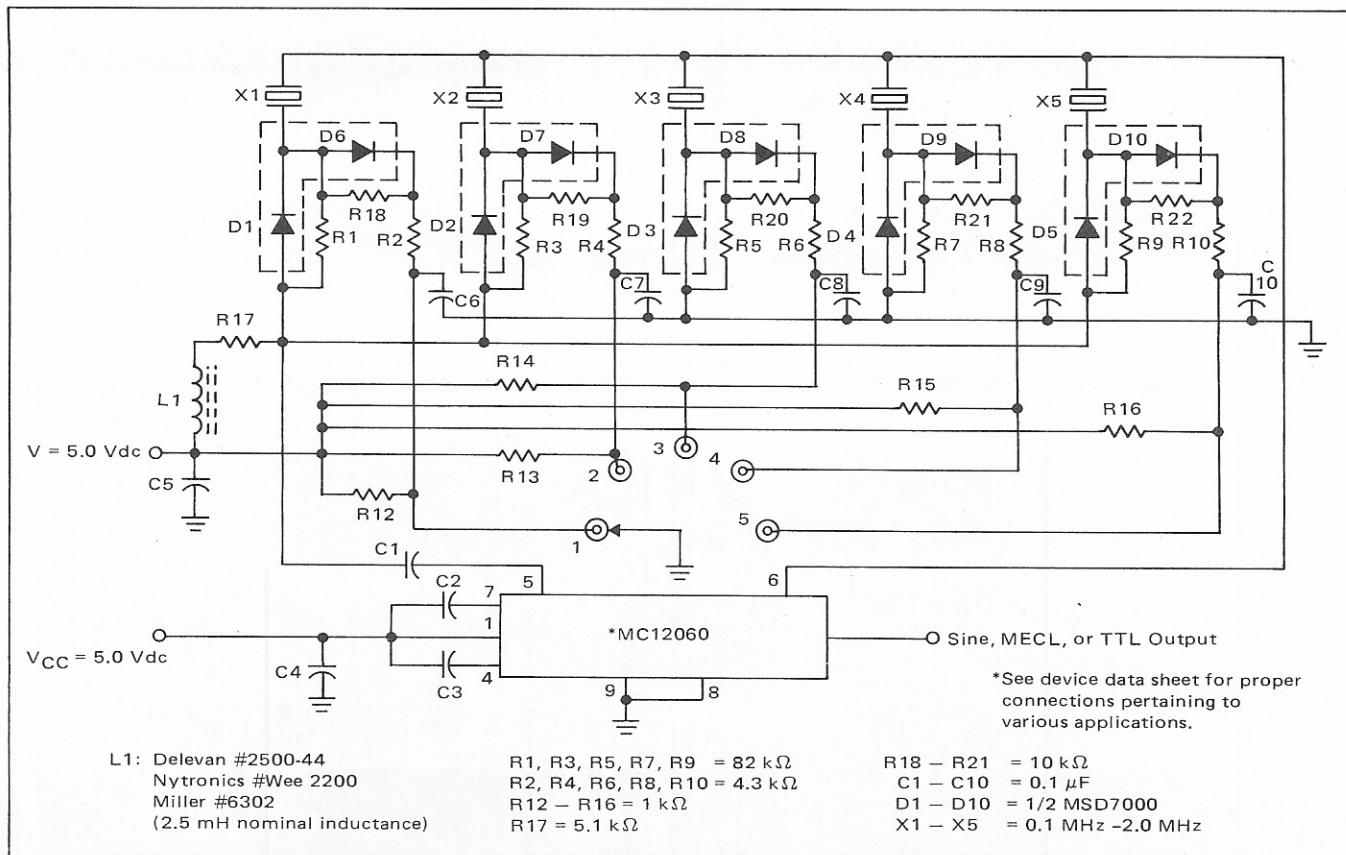 X1 X2 X3 X4 X5
D6 D7 D8 D9 D10
R18 R19 R20 R21 R22
D1 R1 R2 D2 R3 R4 D3 R5 R6 D4 R7 R8 D5 R9 R10
C6 C7 C8 C9 C
10
R17
R14
L1
R15
R16
V = 5.0 Vdc
R13
2 3 4
C5
R12
1 5
C1
5 6
C2 7
1
*MC12060
Sine, MECL, or TTL Output
VCC = 5.0 Vdc
C4 C3 4
9 8
*See device data sheet for proper
connections pertaining to
various applications.
L1: Delevan #2500-44
Nytronics #Wee 2200
Miller #6302
(2.5 mH nominal inductance)
R1, R3, R5, R7, R9 = 82 kΩ
R2, R4, R6, R8, R10 = 4.3 kΩ
R12 – R16 = 1 kΩ
R17 = 5.1 kΩ
R18 – R21 = 10 kΩ
C1 – C10 = 0.1 μF
D1 – D10 = 1/2 MSD7000
X1 – X5 = 0.1 MHz –2.0 MHz